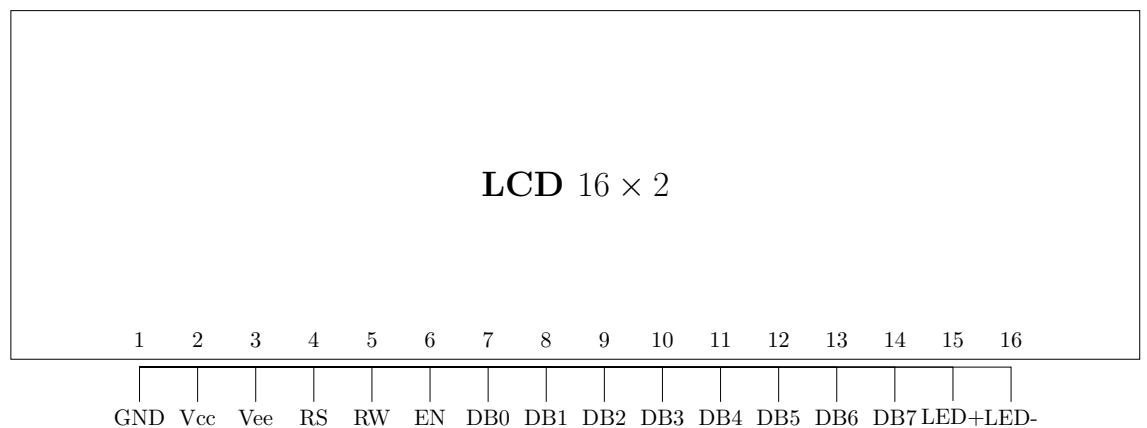 LCD 16 × 2
1 2 3 4 5 6 7 8 9 10 11 12 13 14 15 16
GND Vcc Vee RS RW EN DB0 DB1 DB2 DB3 DB4 DB5 DB6 DB7 LED+ LED-